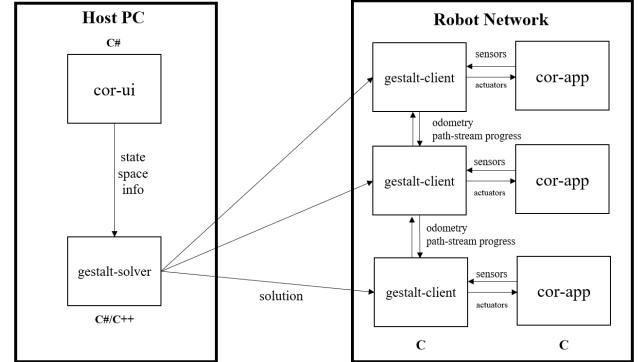 Host PC
C#
cor-ui
state
space
info
gestalt-solver
C#/C++
solution
Robot Network
gestalt-client
sensors
actuators
cor-app
odometry
path-stream progress
gestalt-client
sensors
actuators
cor-app
odometry
path-stream progress
gestalt-client
sensors
actuators
cor-app
C
C